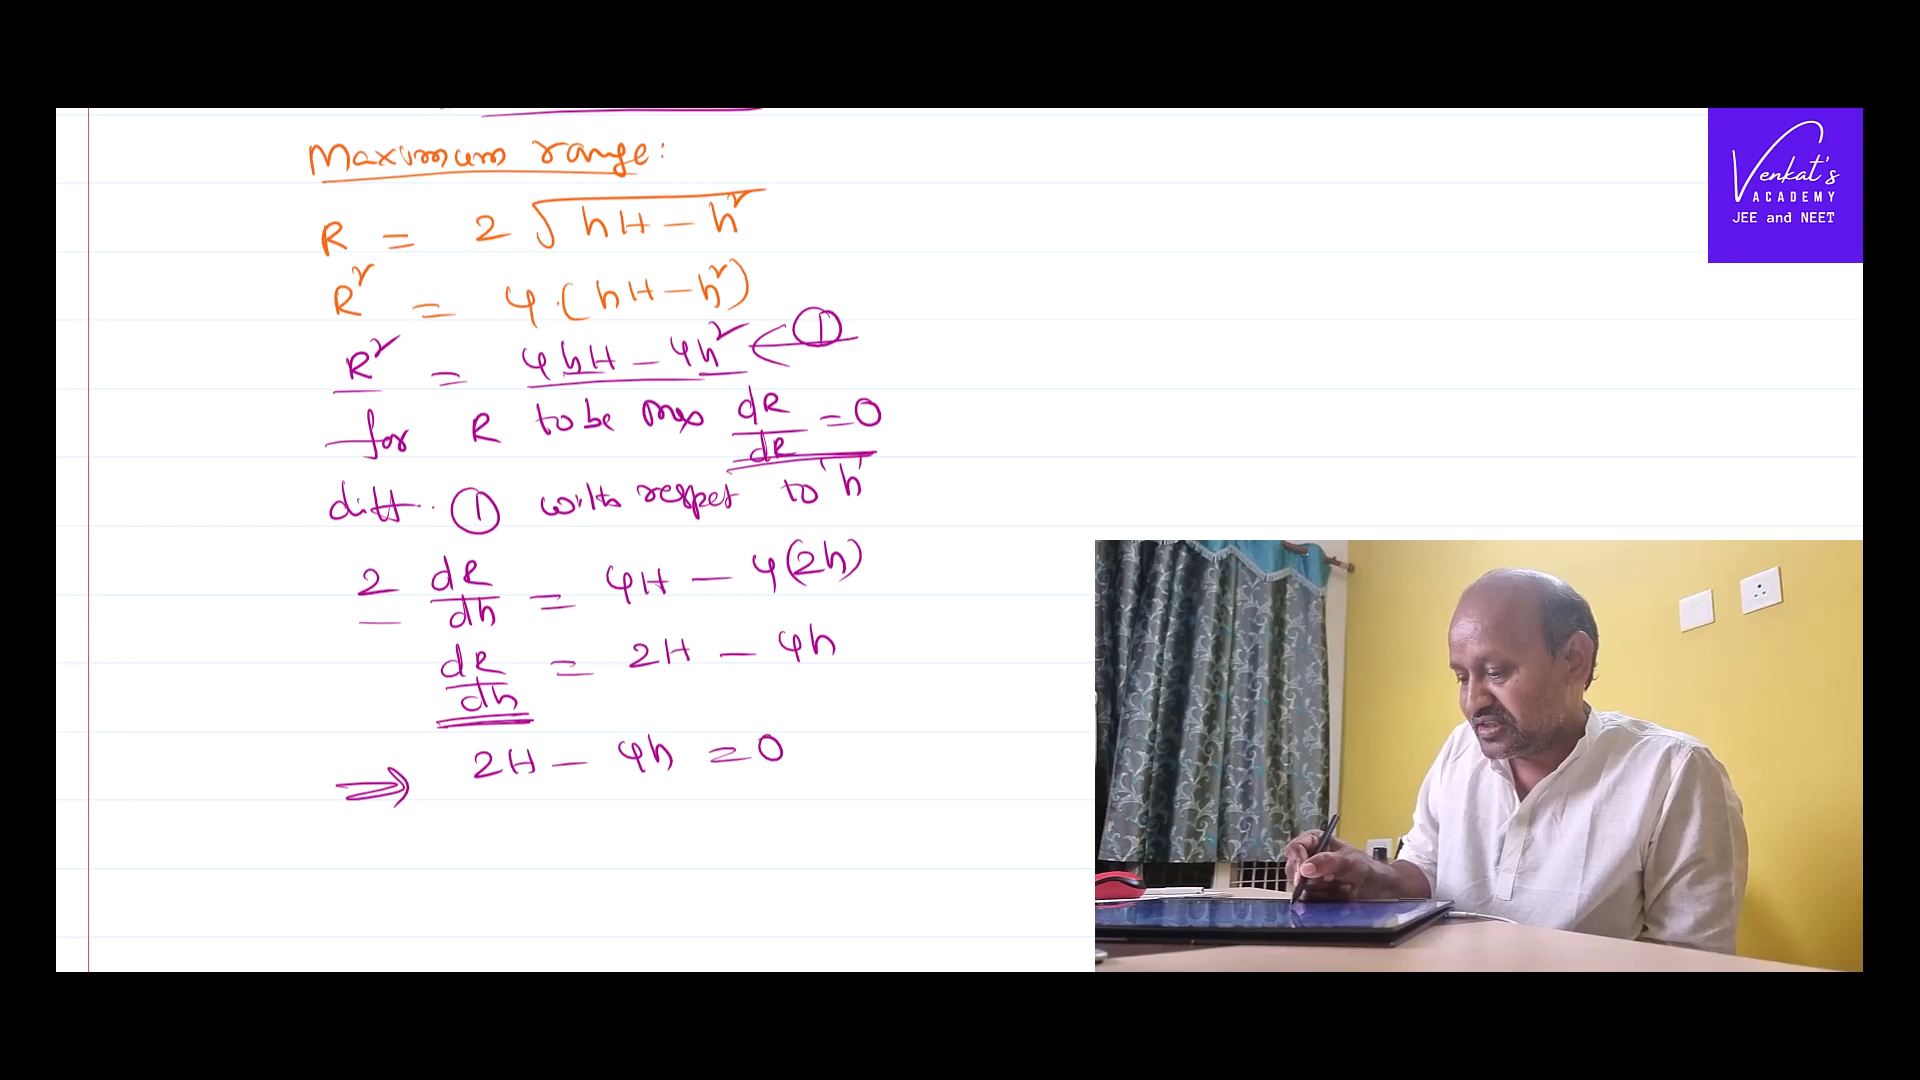 Maximum range:
R = 2 √(hH - h²)
R² = 4.(hH - h²)
R² = 4hH - 4h² ← ①
for R to be max dR/dR = 0
diff. ① with respet to 'h'
2 dR/dh = 4H - 4(2h)
dR/dh = 2H - 4h
⇒ 2H - 4h = 0
Venkat's
ACADEMY
JEE and NEET